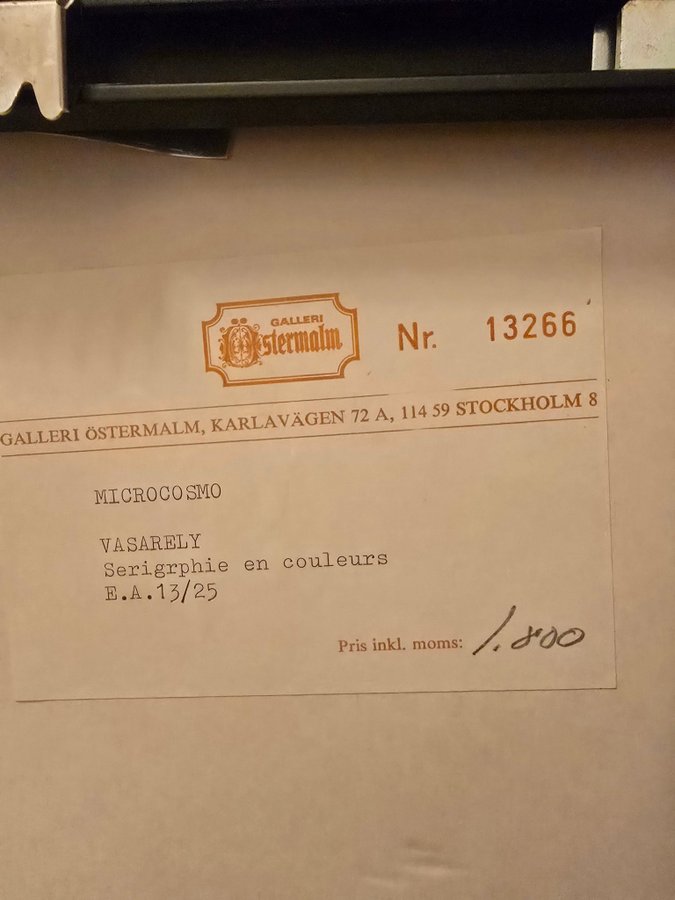 GALLERI
Östermalm
Nr. 13266
GALLERI ÖSTERMALM, KARLAVÄGEN 72 A, 114 59 STOCKHOLM 8
MICROCOSMO
VASARELY
Serigrphie en couleurs
E.A.13/25
Pris inkl. moms: 1.800